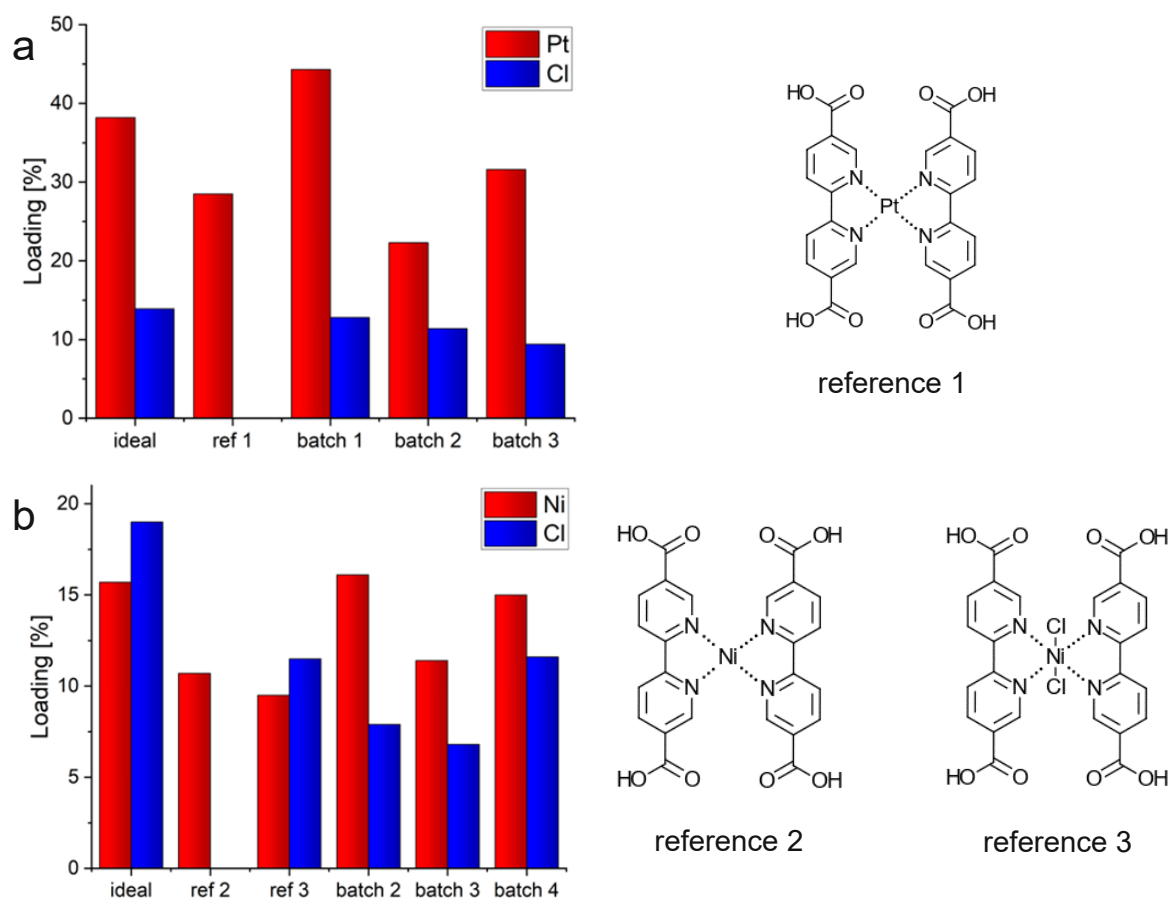 a
Loading [%]
50
40
30
20
10
0
Pt
Cl
ideal
ref 1
batch 1
batch 2
batch 3
HO O O OH
N N
Pt
N N
HO O O OH
reference 1
b
Loading [%]
20
15
10
5
0
Ni
Cl
ideal
ref 2
ref 3
batch 2
batch 3
batch 4
HO O O OH
N N
Ni
N N
HO O O OH
reference 2
HO O O OH
N Cl N
Ni
N Cl N
HO O O OH
reference 3